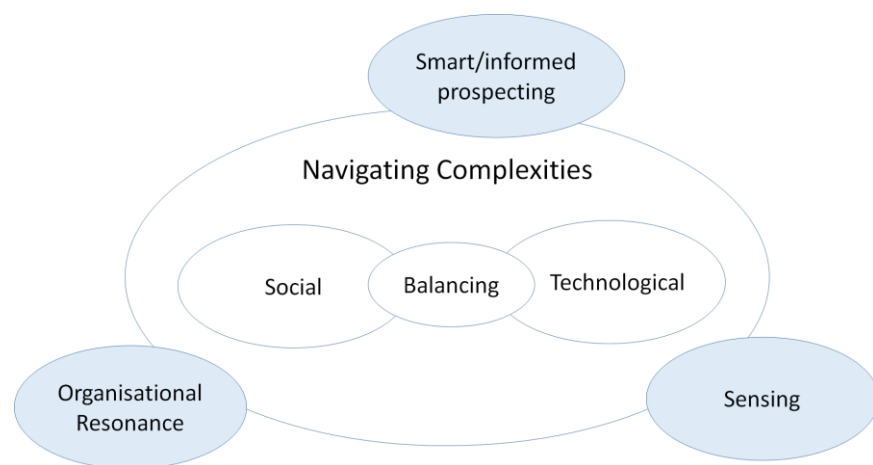 Smart/informed
prospecting
Navigating Complexities
Social
Balancing
Technological
Organisational
Resonance
Sensing